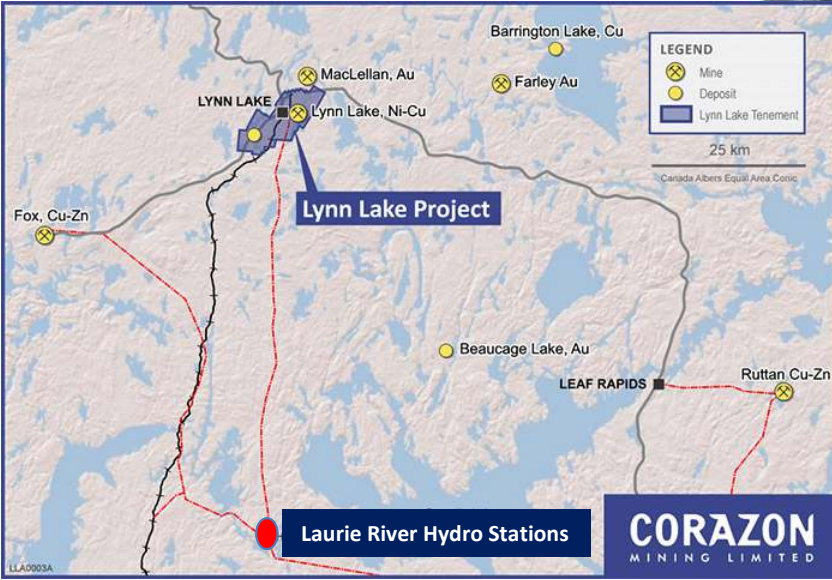 Barrington Lake, Cu
LEGEND
Mine
Deposit
Lynn Lake Tenement
25 km
Canada Albers Equal Area Conic
MacLellan, Au
Farley Au
LYNN LAKE
Lynn Lake, Ni-Cu
Lynn Lake Project
Fox, Cu-Zn
Beaucage Lake, Au
LEAF RAPIDS
Ruttan Cu-Zn
Laurie River Hydro Stations
CORAZON
MINING LIMITED
LLA0003A